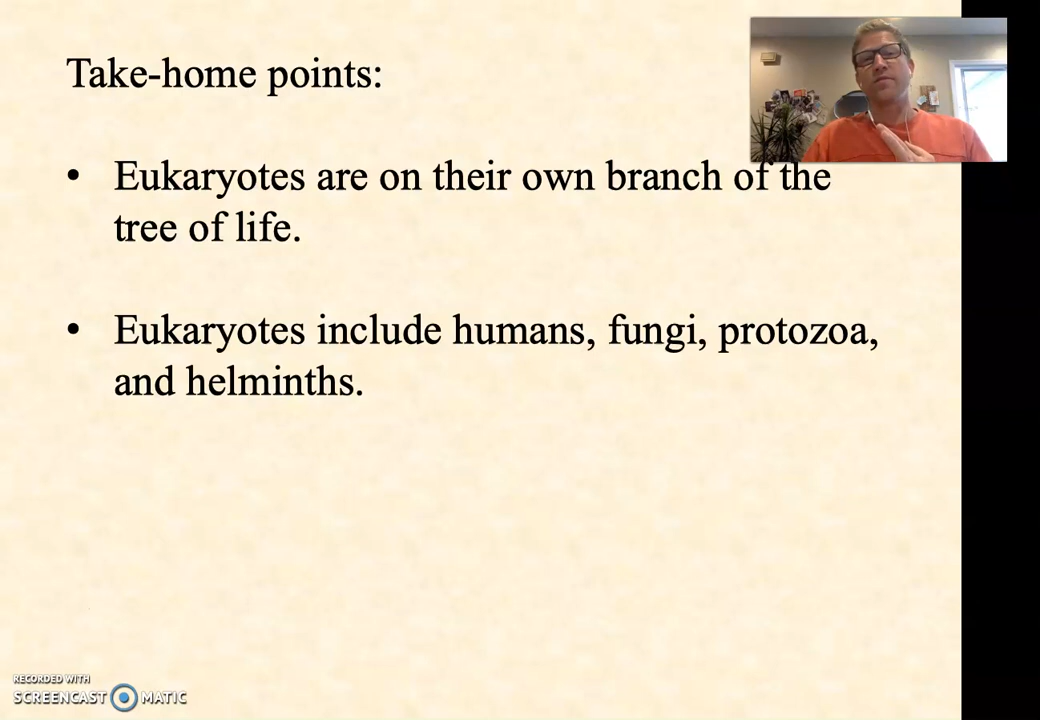 Take-home points:
• Eukaryotes are on their own branch of the
tree of life.
• Eukaryotes include humans, fungi, protozoa,
and helminths.
RECORDED WITH
SCREENCAST MATIC